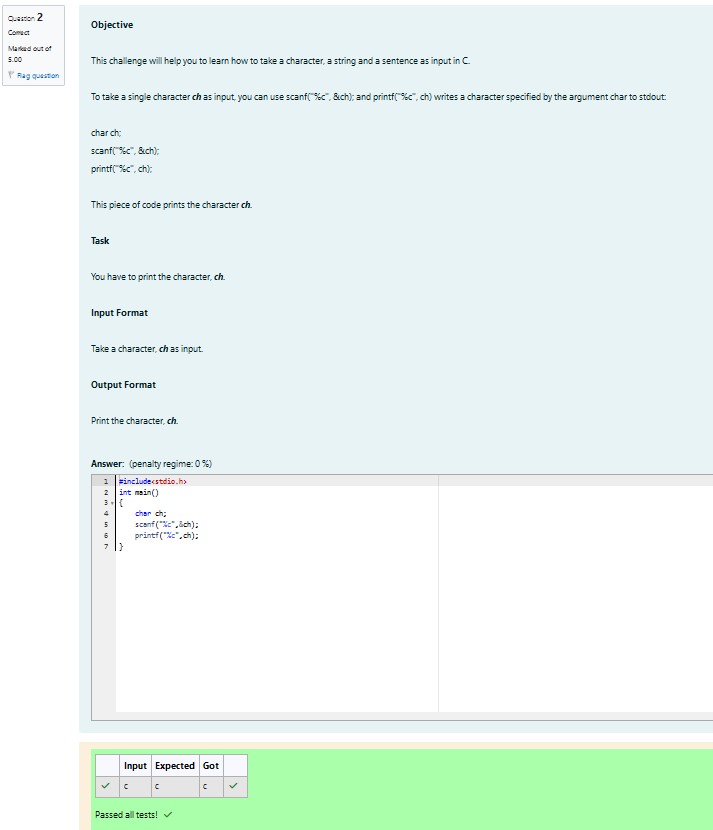 Question 2
Correct
Marked out of
5.00
Flag question
Objective
This challenge will help you to learn how to take a character, a string and a sentence as input in C.
To take a single character ch as input, you can use scanf("%c", &ch); and printf("%c", ch) writes a character specified by the argument char to stdout:
char ch;
scanf("%c", &ch);
printf("%c", ch);
This piece of code prints the character ch.
Task
You have to print the character, ch.
Input Format
Take a character, ch as input.
Output Format
Print the character, ch.
Answer: (penalty regime: 0 %)
1 #include<stdio.h>
2 int main()
3 {
4 char ch;
5 scanf("%c",&ch);
6 printf("%c",ch);
7 }
Input Expected Got
c c c
Passed all tests!